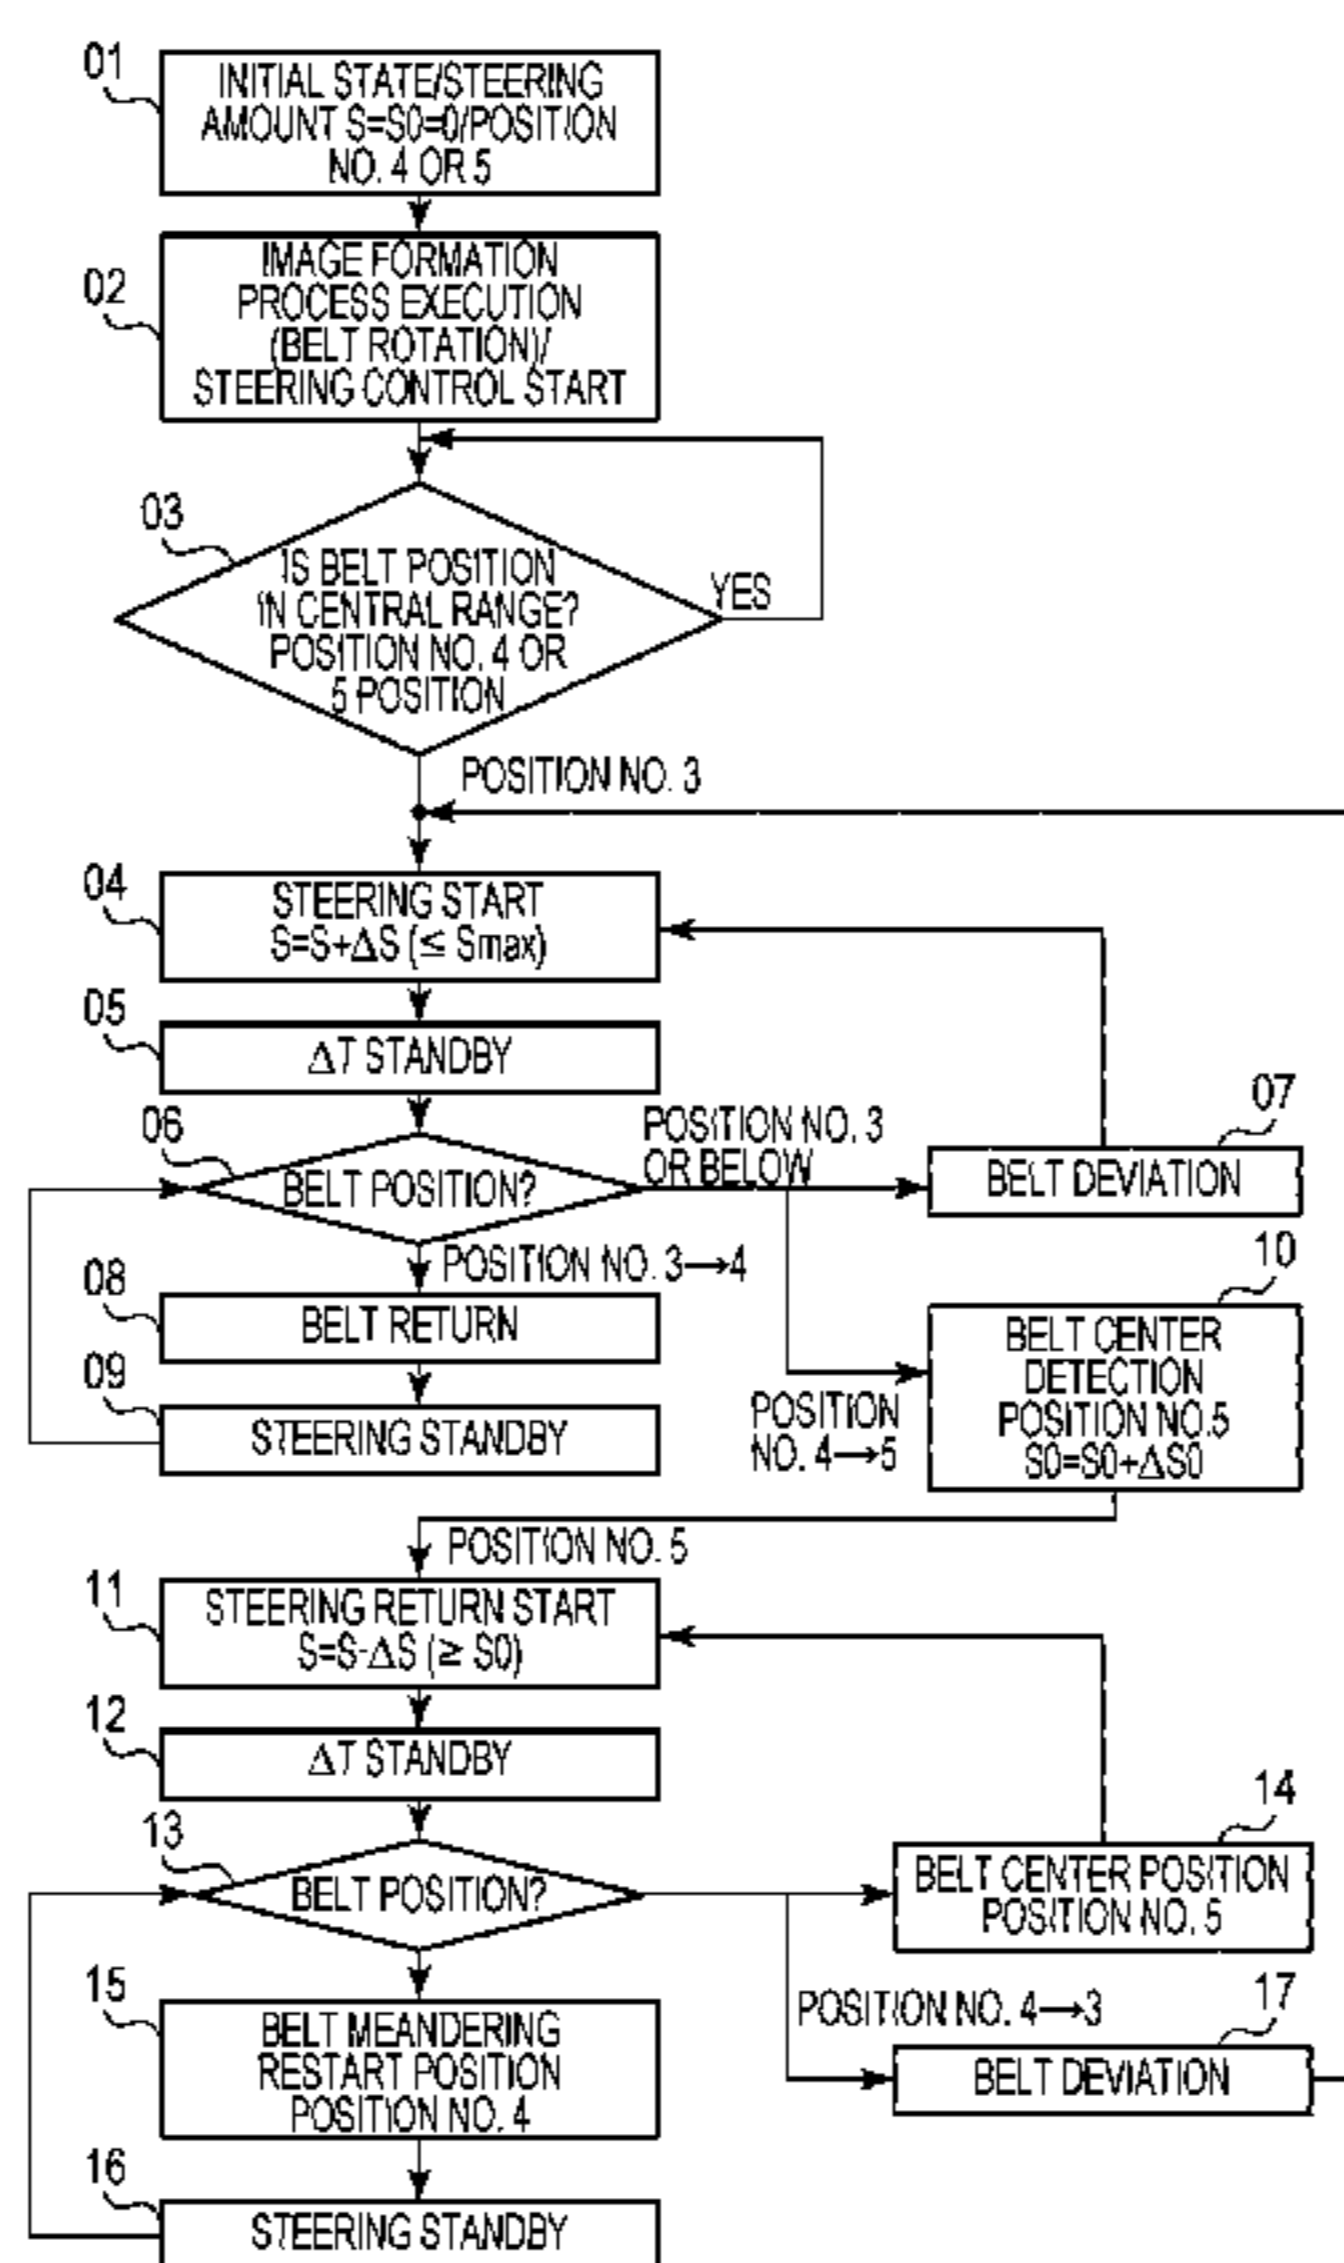 01
INITIAL STATE/STEERING
AMOUNT S=S0=0/POSITION
NO. 4 OR 5
02
IMAGE FORMATION
PROCESS EXECUTION
(BELT ROTATION)/
STEERING CONTROL START
03
IS BELT POSITION
IN CENTRAL RANGE?
POSITION NO. 4 OR
5 POSITION
YES
POSITION NO. 3
04
STEERING START
S=S+ΔS (≤ Smax)
05
ΔT STANDBY
06
BELT POSITION?
POSITION NO. 3
OR BELOW
07
BELT DEVIATION
POSITION NO. 3→4
08
BELT RETURN
09
STEERING STANDBY
10
BELT CENTER
DETECTION
POSITION NO.5
S0=S0+ΔS0
POSITION
NO. 4→5
POSITION NO. 5
11
STEERING RETURN START
S=S-ΔS (≥ S0)
12
ΔT STANDBY
13
BELT POSITION?
14
BELT CENTER POSITION
POSITION NO. 5
15
BELT MEANDERING
RESTART POSITION
POSITION NO. 4
POSITION NO. 4→3
17
BELT DEVIATION
16
STEERING STANDBY